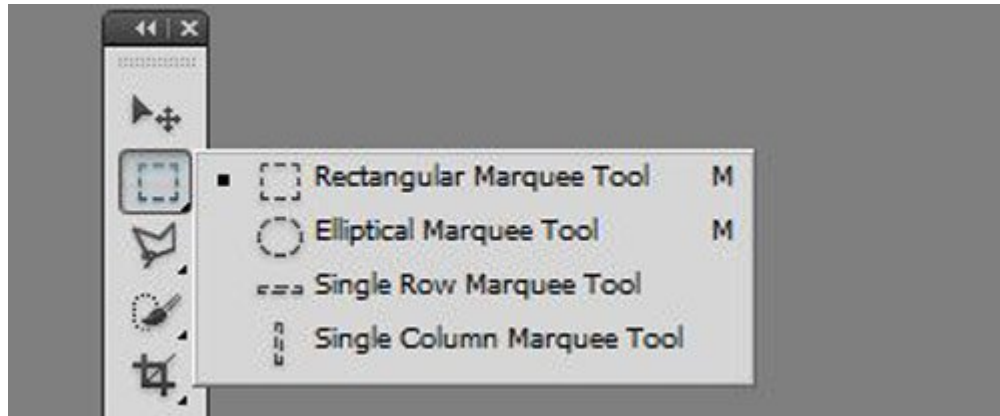 Rectangular Marquee Tool M
Elliptical Marquee Tool M
Single Row Marquee Tool
Single Column Marquee Tool